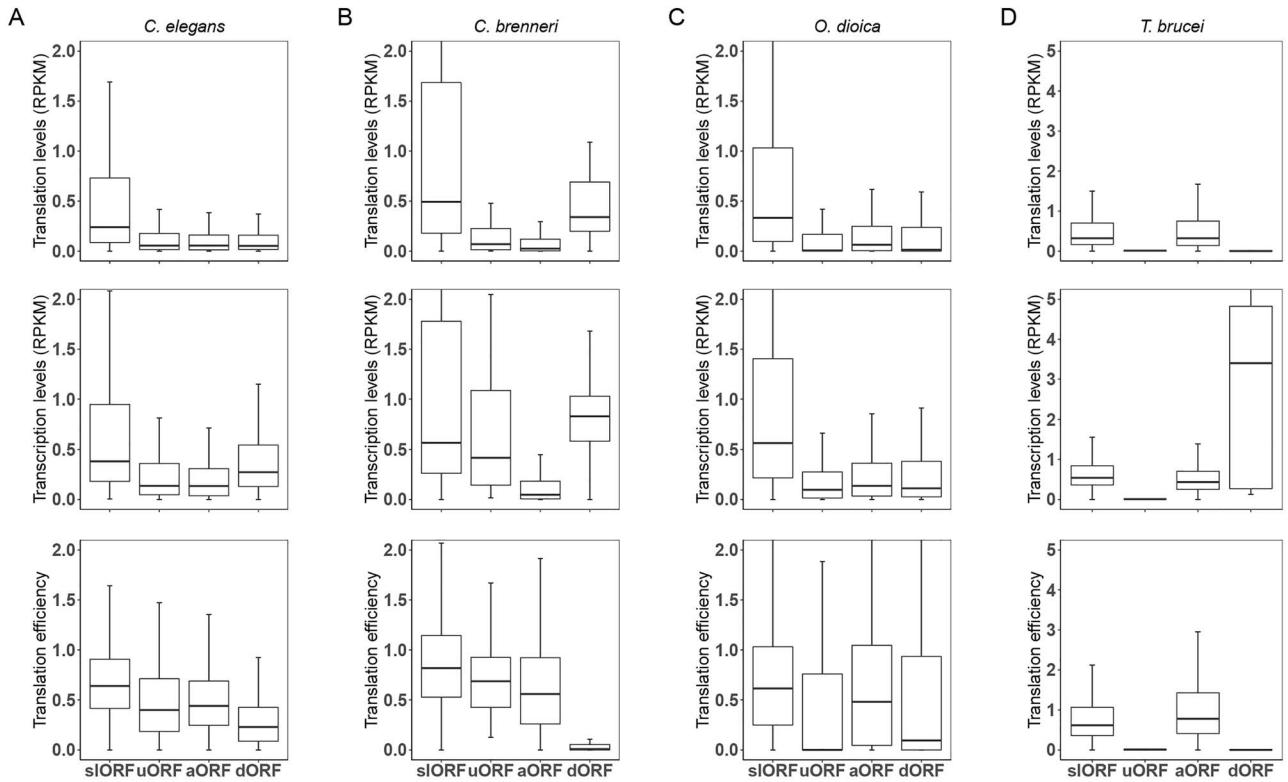 A
C. elegans
B
C. brenneri
C
O. dioica
D
T. brucei
Translation levels (RPKM)
2.0
1.5
1.0
0.5
0.0
Translation levels (RPKM)
2.0
1.5
1.0
0.5
0.0
Translation levels (RPKM)
2.0
1.5
1.0
0.5
0.0
Translation levels (RPKM)
5
4
3
2
1
0
Transcription levels (RPKM)
2.0
1.5
1.0
0.5
0.0
Transcription levels (RPKM)
2.0
1.5
1.0
0.5
0.0
Transcription levels (RPKM)
2.0
1.5
1.0
0.5
0.0
Transcription levels (RPKM)
5
4
3
2
1
0
Translation efficiency
2.0
1.5
1.0
0.5
0.0
slORF uORF aORF dORF
Translation efficiency
2.0
1.5
1.0
0.5
0.0
slORF uORF aORF dORF
Translation efficiency
2.0
1.5
1.0
0.5
0.0
slORF uORF aORF dORF
Translation efficiency
5
4
3
2
1
0
slORF uORF aORF dORF